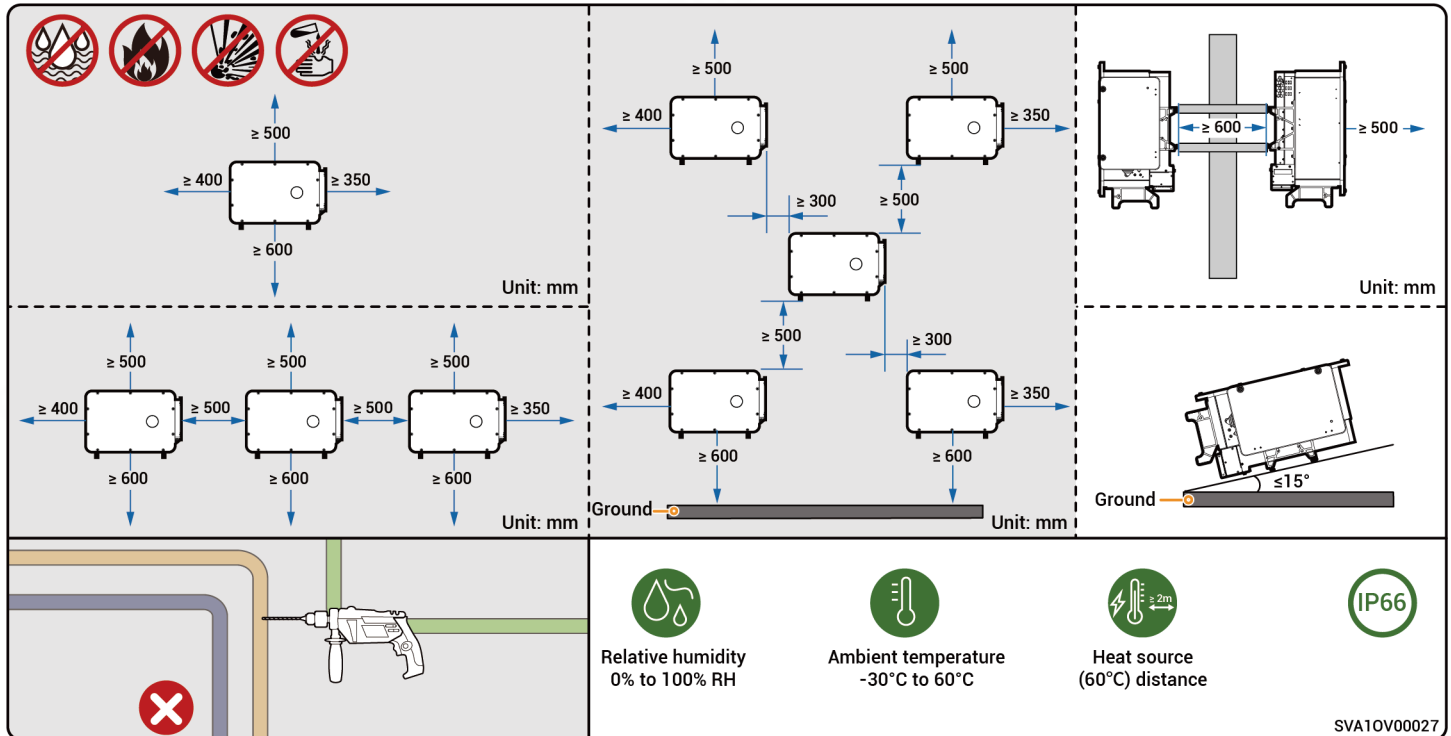 ≥ 500
≥ 400
≥ 350
≥ 600
Unit: mm
≥ 500
≥ 500
≥ 500
≥ 400
≥ 500
≥ 500
≥ 350
≥ 600
≥ 600
≥ 600
Unit: mm
≥ 500
≥ 500
≥ 400
≥ 350
≥ 300
≥ 500
≥ 500
≥ 300
≥ 400
≥ 350
≥ 600
≥ 600
Ground
Unit: mm
≥ 600
≥ 500
Unit: mm
≤15°
Ground
≥ 2m
IP66
Relative humidity
0% to 100% RH
Ambient temperature
-30°C to 60°C
Heat source
(60°C) distance
SVA1OV00027